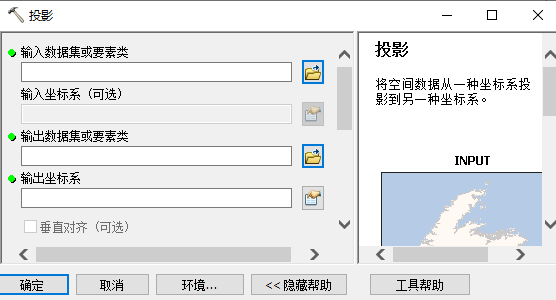 投影
输入数据集或要素类
输入坐标系（可选）
输出数据集或要素类
输出坐标系
垂直对齐（可选）
投影
将空间数据从一种坐标系投
影到另一种坐标系。
INPUT
确定
取消
环境...
<< 隐藏帮助
工具帮助